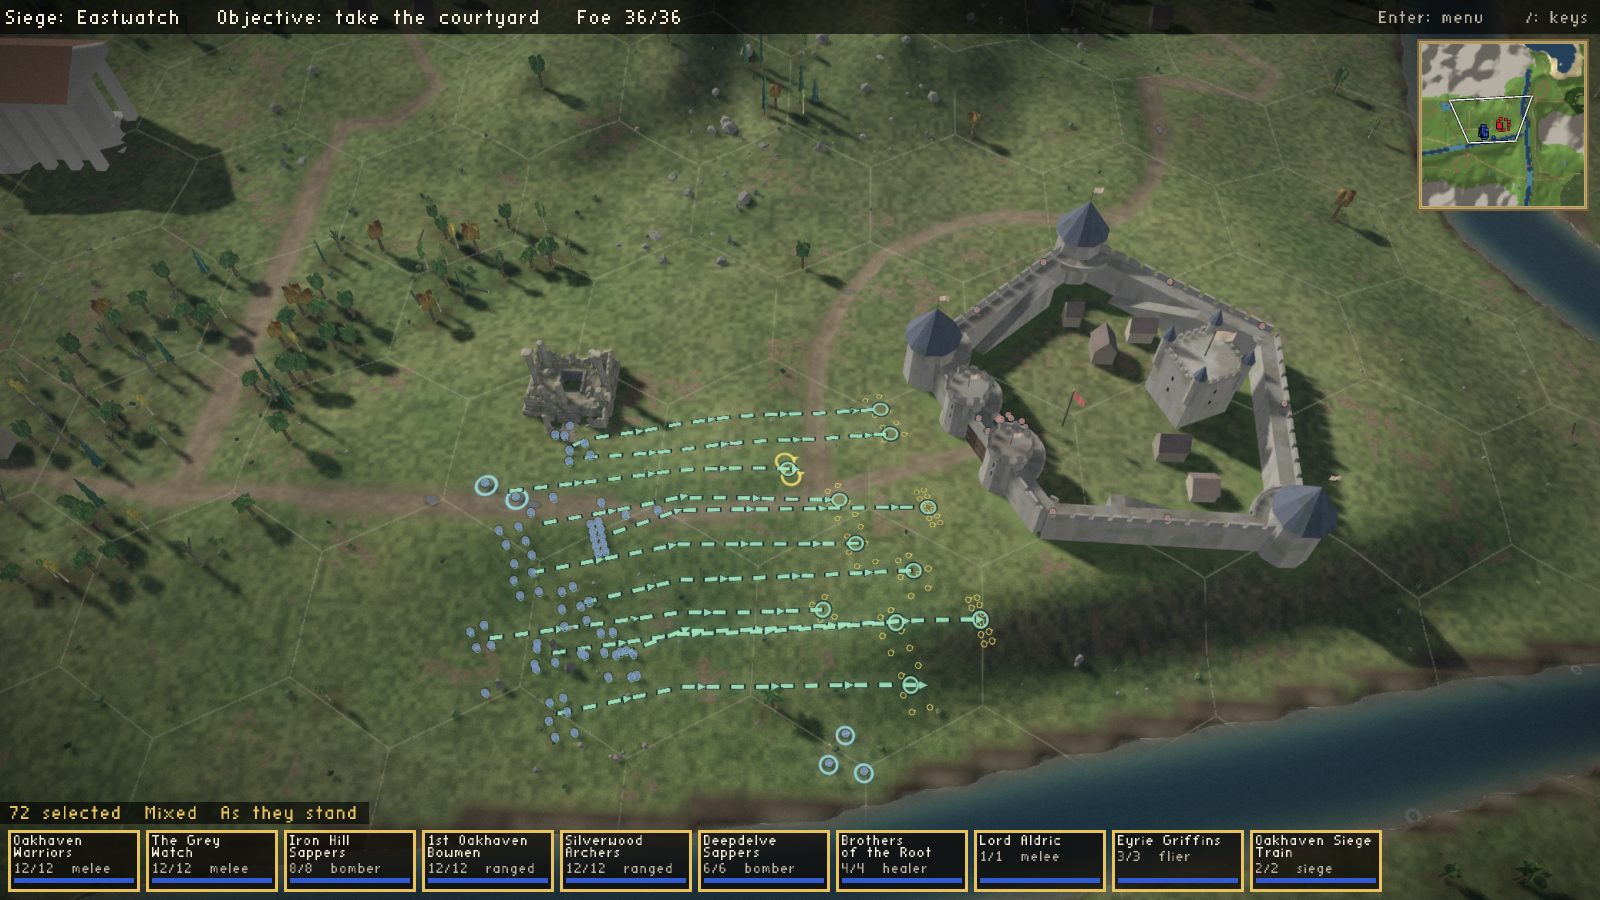 Siege: Eastwatch Objective: take the courtyard Foe 36/36
Enter: menu /: keys
72 selected Mixed As they stand
Oakhaven
Warriors
12/12 melee
The Grey
Watch
12/12 melee
Iron Hill
Sappers
8/8 bomber
1st Oakhaven
Bowmen
12/12 ranged
Silverwood
Archers
12/12 ranged
Deepdelve
Sappers
6/6 bomber
Brothers
of the Root
4/4 healer
Lord Aldric
1/1 melee
Eyrie Griffins
3/3 flier
Oakhaven Siege
Train
2/2 siege